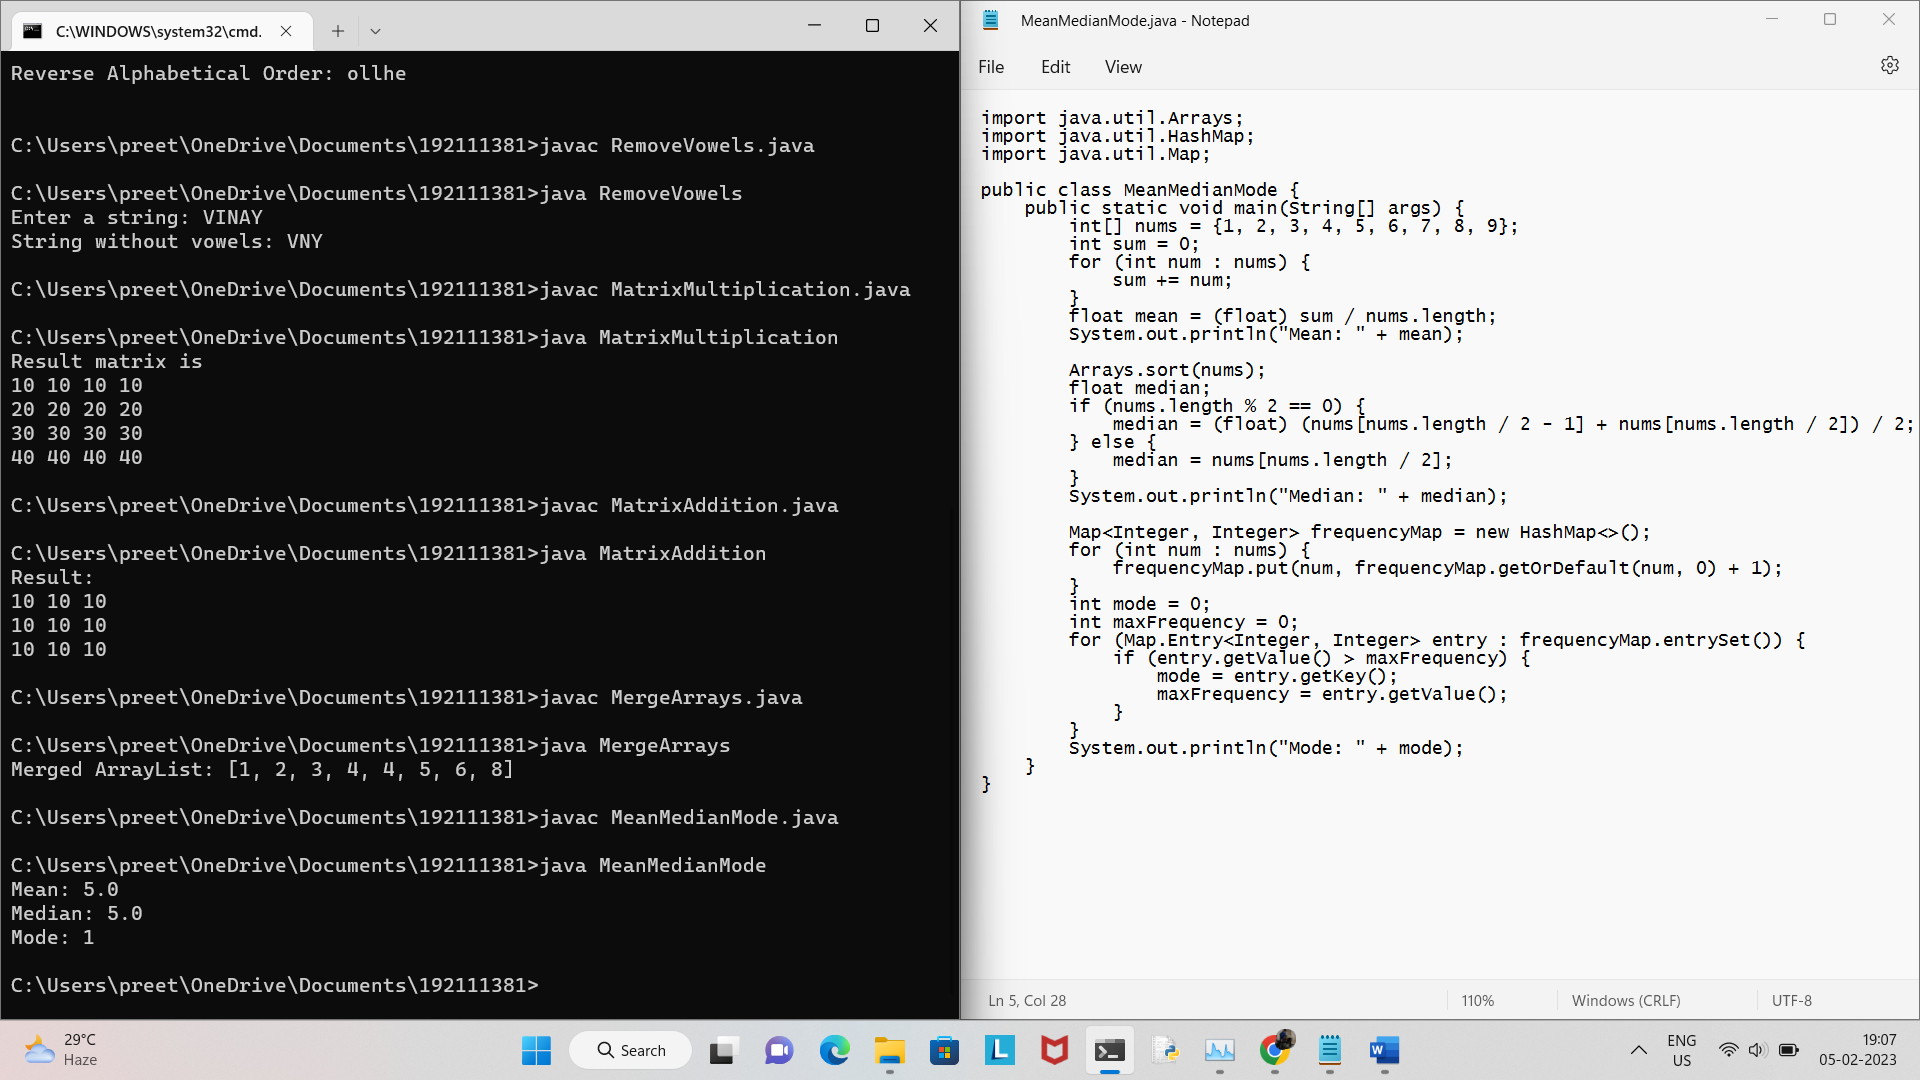 C:\WINDOWS\system32\cmd.
Reverse Alphabetical Order: ollhe
C:\Users\preet\OneDrive\Documents\192111381>javac RemoveVowels.java
C:\Users\preet\OneDrive\Documents\192111381>java RemoveVowels
Enter a string: VINAY
String without vowels: VNY
C:\Users\preet\OneDrive\Documents\192111381>javac MatrixMultiplication.java
C:\Users\preet\OneDrive\Documents\192111381>java MatrixMultiplication
Result matrix is
10 10 10 10
20 20 20 20
30 30 30 30
40 40 40 40
C:\Users\preet\OneDrive\Documents\192111381>javac MatrixAddition.java
C:\Users\preet\OneDrive\Documents\192111381>java MatrixAddition
Result:
10 10 10
10 10 10
10 10 10
C:\Users\preet\OneDrive\Documents\192111381>javac MergeArrays.java
C:\Users\preet\OneDrive\Documents\192111381>java MergeArrays
Merged ArrayList: [1, 2, 3, 4, 4, 5, 6, 8]
C:\Users\preet\OneDrive\Documents\192111381>javac MeanMedianMode.java
C:\Users\preet\OneDrive\Documents\192111381>java MeanMedianMode
Mean: 5.0
Median: 5.0
Mode: 1
C:\Users\preet\OneDrive\Documents\192111381>
MeanMedianMode.java - Notepad
File Edit View
import java.util.Arrays;
import java.util.HashMap;
import java.util.Map;
public class MeanMedianMode {
public static void main(String[] args) {
int[] nums = {1, 2, 3, 4, 5, 6, 7, 8, 9};
int sum = 0;
for (int num : nums) {
sum += num;
}
float mean = (float) sum / nums.length;
System.out.println("Mean: " + mean);
Arrays.sort(nums);
float median;
if (nums.length % 2 == 0) {
median = (float) (nums[nums.length / 2 - 1] + nums[nums.length / 2]) / 2;
} else {
median = nums[nums.length / 2];
}
System.out.println("Median: " + median);
Map<Integer, Integer> frequencyMap = new HashMap<>();
for (int num : nums) {
frequencyMap.put(num, frequencyMap.getOrDefault(num, 0) + 1);
}
int mode = 0;
int maxFrequency = 0;
for (Map.Entry<Integer, Integer> entry : frequencyMap.entrySet()) {
if (entry.getValue() > maxFrequency) {
mode = entry.getKey();
maxFrequency = entry.getValue();
}
}
System.out.println("Mode: " + mode);
}
}
Ln 5, Col 28 110% Windows (CRLF) UTF-8
29°C
Haze
Search
ENG
US
19:07
05-02-2023